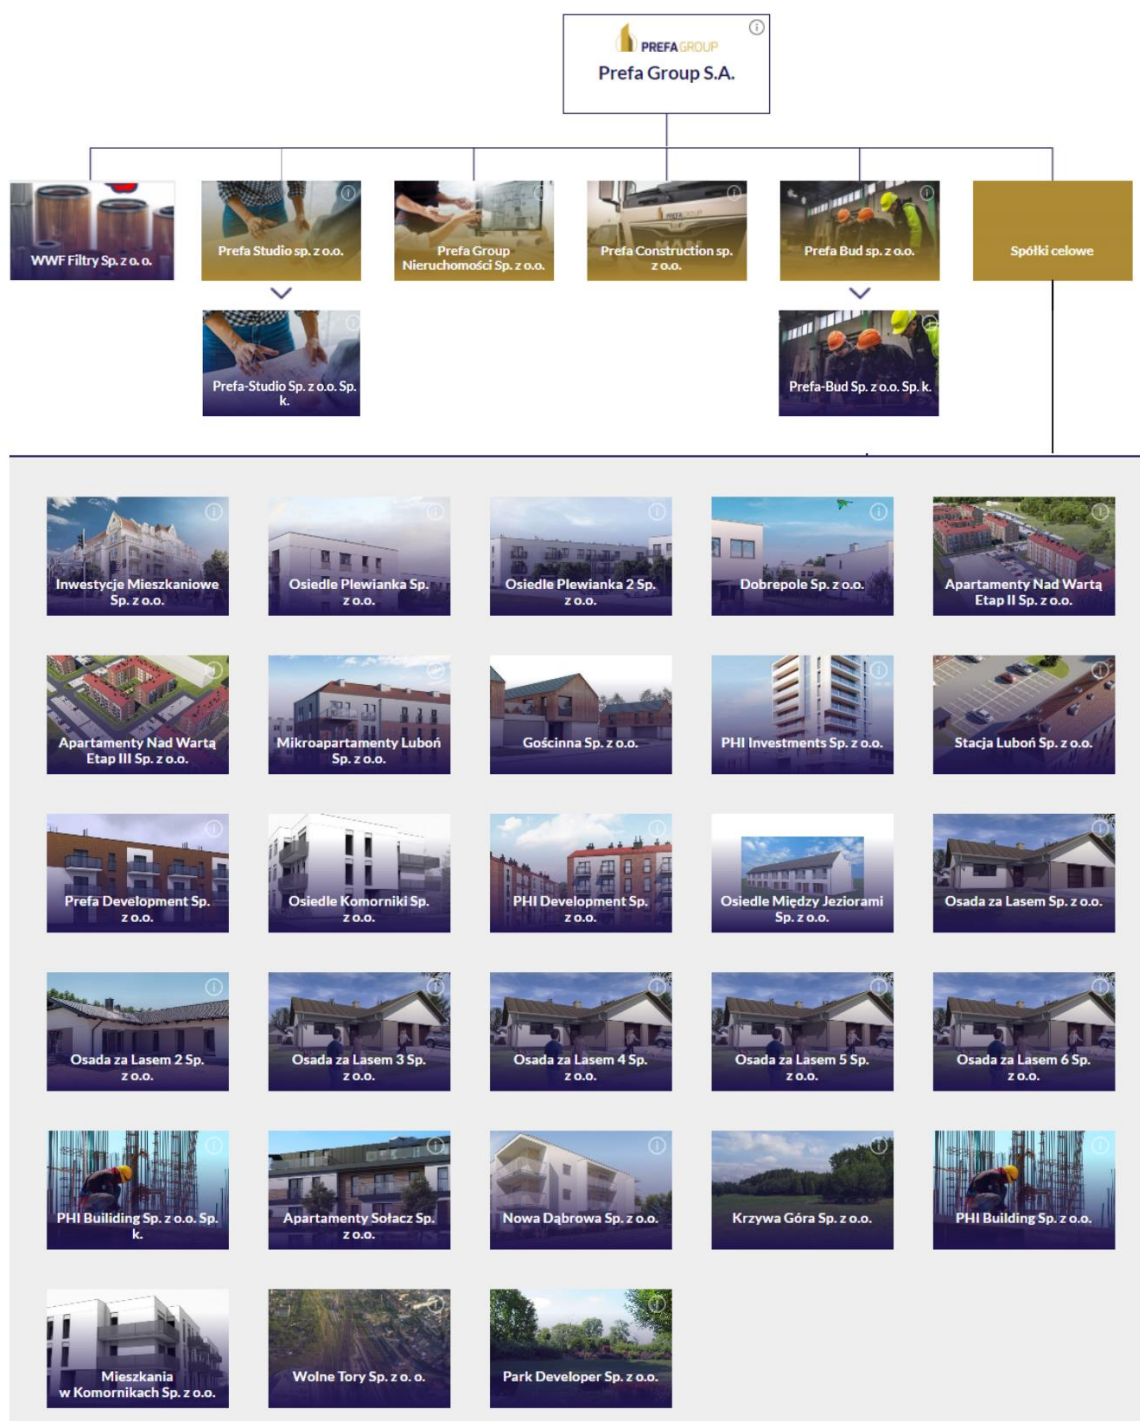 PREFAGROUP
Prefa Group S.A.
WWF Filtry Sp. z o. o.
Prefa Studio sp. z o.o.
Prefa Group
Nieruchomości Sp. z o.o.
PREFAGROUP
Prefa Construction sp.
z o.o.
Prefa Bud sp. z o.o.
Spółki celowe
Prefa-Studio Sp. z o.o. Sp.
k.
Prefa-Bud Sp. z o.o. Sp. k.
Inwestycje Mieszkaniowe
Sp. z o.o.
Osiedle Plewianka Sp.
z o.o.
Osiedle Plewianka 2 Sp.
z o.o.
Dobrepole Sp. z o.o.
Apartamenty Nad Wartą
Etap II Sp. z o.o.
Apartamenty Nad Wartą
Etap III Sp. z o.o.
Mikroapartamenty Luboń
Sp. z o.o.
Gościnna Sp. z o.o.
PHI Investments Sp. z o.o.
Stacja Luboń Sp. z o.o.
Prefa Development Sp.
z o.o.
Osiedle Komorniki Sp.
z o.o.
PHI Development Sp.
z o.o.
Osiedle Między Jeziorami
Sp. z o.o.
Osada za Lasem Sp. z o.o.
Osada za Lasem 2 Sp.
z o.o.
Osada za Lasem 3 Sp.
z o.o.
Osada za Lasem 4 Sp.
z o.o.
Osada za Lasem 5 Sp.
z o.o.
Osada za Lasem 6 Sp.
z o.o.
PHI Builiding Sp. z o.o. Sp.
k.
Apartamenty Sołacz Sp.
z o.o.
Nowa Dąbrowa Sp. z o.o.
Krzywa Góra Sp. z o.o.
PHI Building Sp. z o.o.
Mieszkania
w Komornikach Sp. z o.o.
Wolne Tory Sp. z o. o.
Park Developer Sp. z o.o.